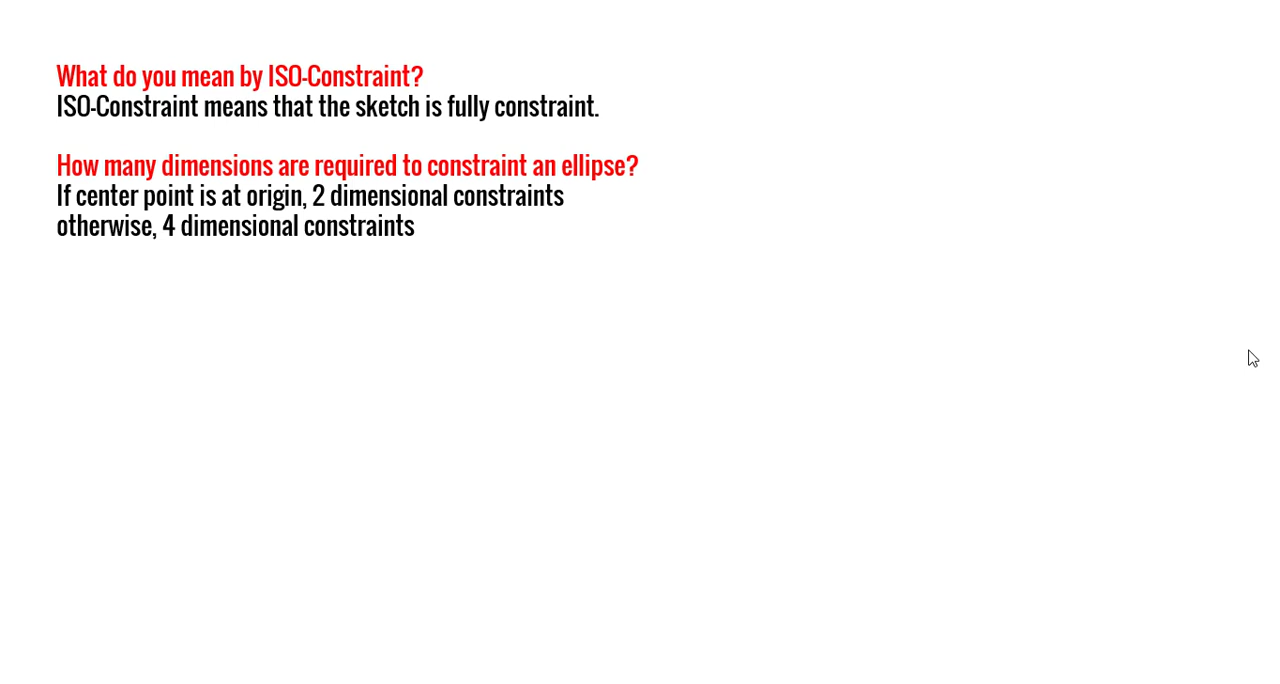 What do you mean by ISO-Constraint?
ISO-Constraint means that the sketch is fully constraint.
How many dimensions are required to constraint an ellipse?
If center point is at origin, 2 dimensional constraints
otherwise, 4 dimensional constraints